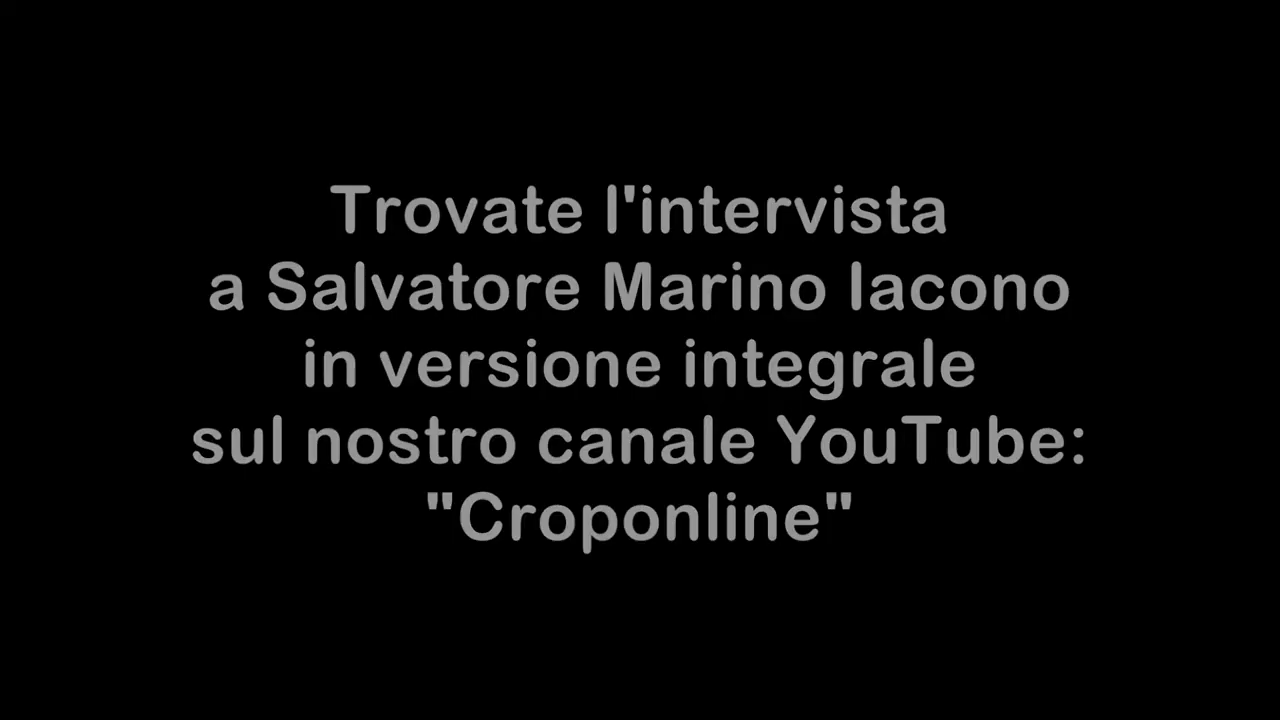 Trovate l'intervista
a Salvatore Marino Iacono
in versione integrale
sul nostro canale YouTube:
"Croponline"